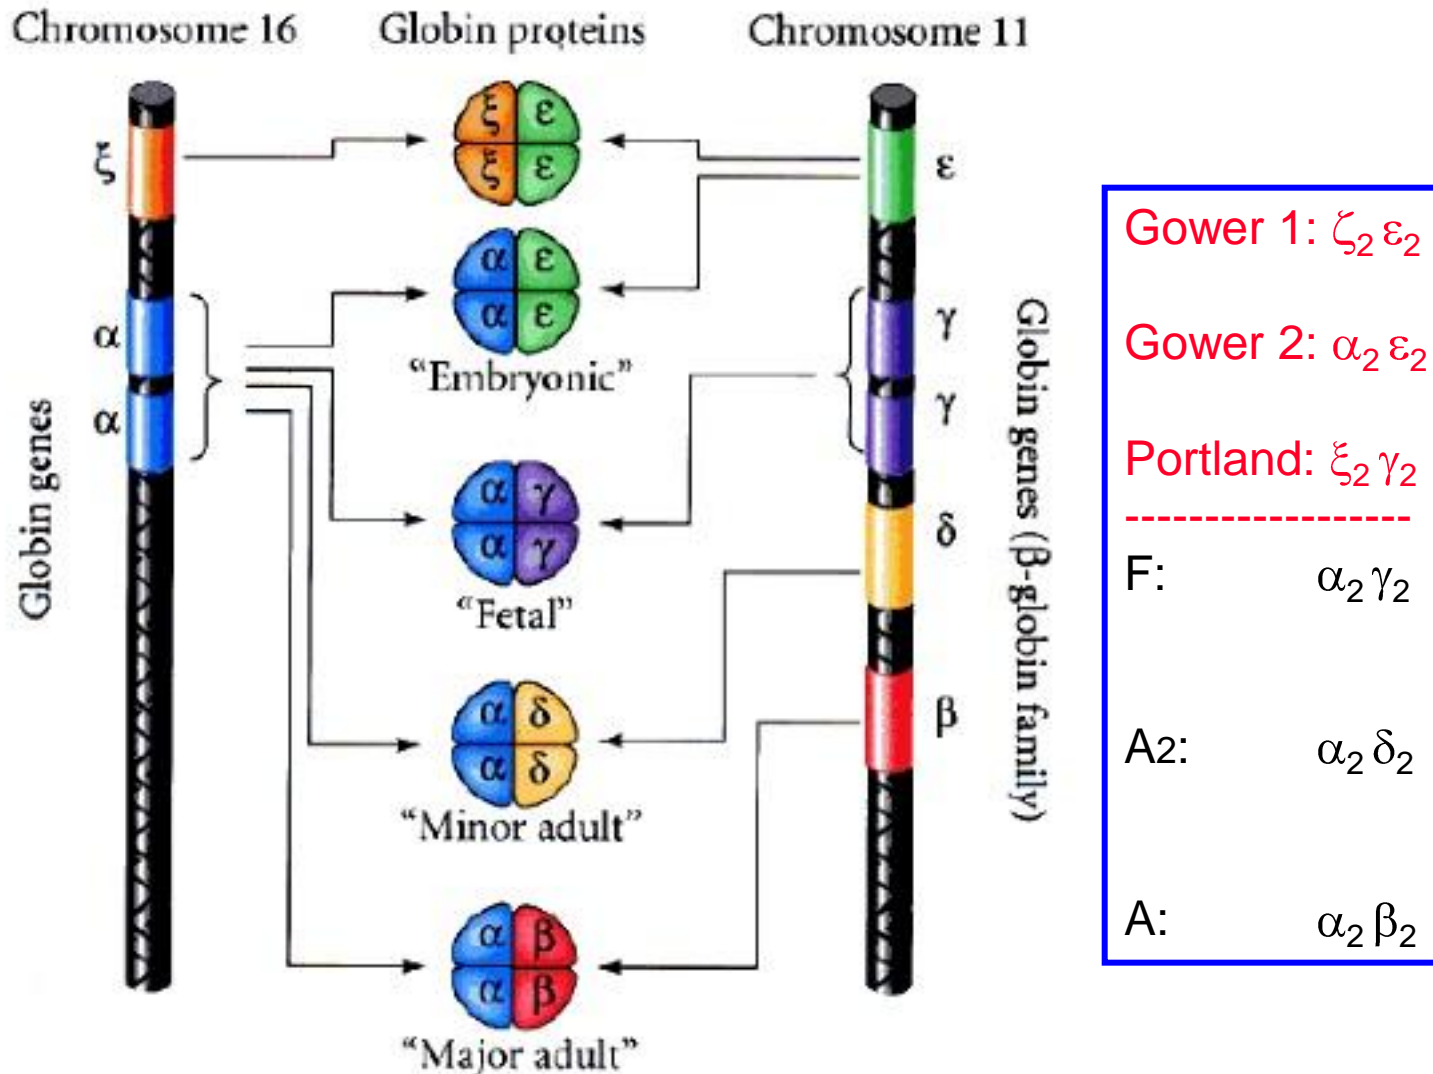 Chromosome 16 Globin proteins Chromosome 11
ξ
ξ ε
ξ ε
ε
α ε
α ε
"Embryonic"
α
α
Globin genes
γ
γ
α γ
α γ
"Fetal"
δ
α δ
α δ
"Minor adult"
β
α β
α β
"Major adult"
Globin genes (β-globin family)
Gower 1: ζ₂ ε₂
Gower 2: α₂ ε₂
Portland: ξ₂ γ₂
-----------------
F: α₂ γ₂
A2: α₂ δ₂
A: α₂ β₂